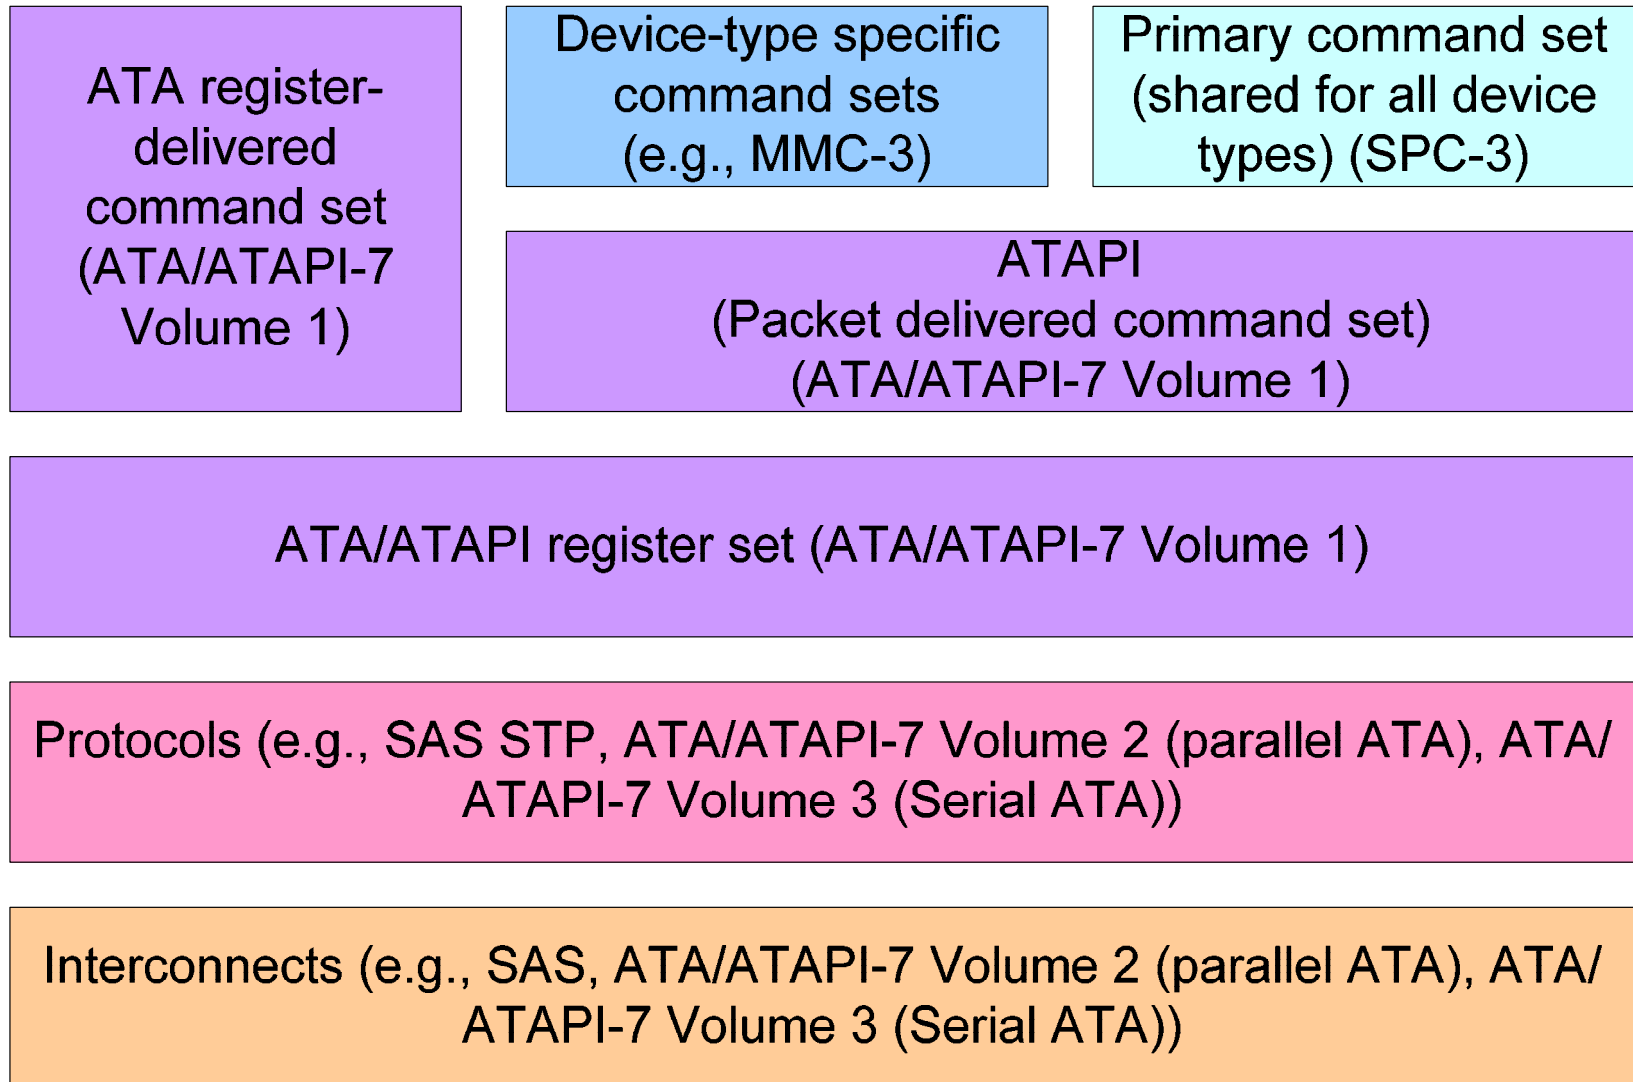 ATA register-
delivered
command set
(ATA/ATAPI-7
Volume 1)
Device-type specific
command sets
(e.g., MMC-3)
Primary command set
(shared for all device
types) (SPC-3)
ATAPI
(Packet delivered command set)
(ATA/ATAPI-7 Volume 1)
ATA/ATAPI register set (ATA/ATAPI-7 Volume 1)
Protocols (e.g., SAS STP, ATA/ATAPI-7 Volume 2 (parallel ATA), ATA/
ATAPI-7 Volume 3 (Serial ATA))
Interconnects (e.g., SAS, ATA/ATAPI-7 Volume 2 (parallel ATA), ATA/
ATAPI-7 Volume 3 (Serial ATA))